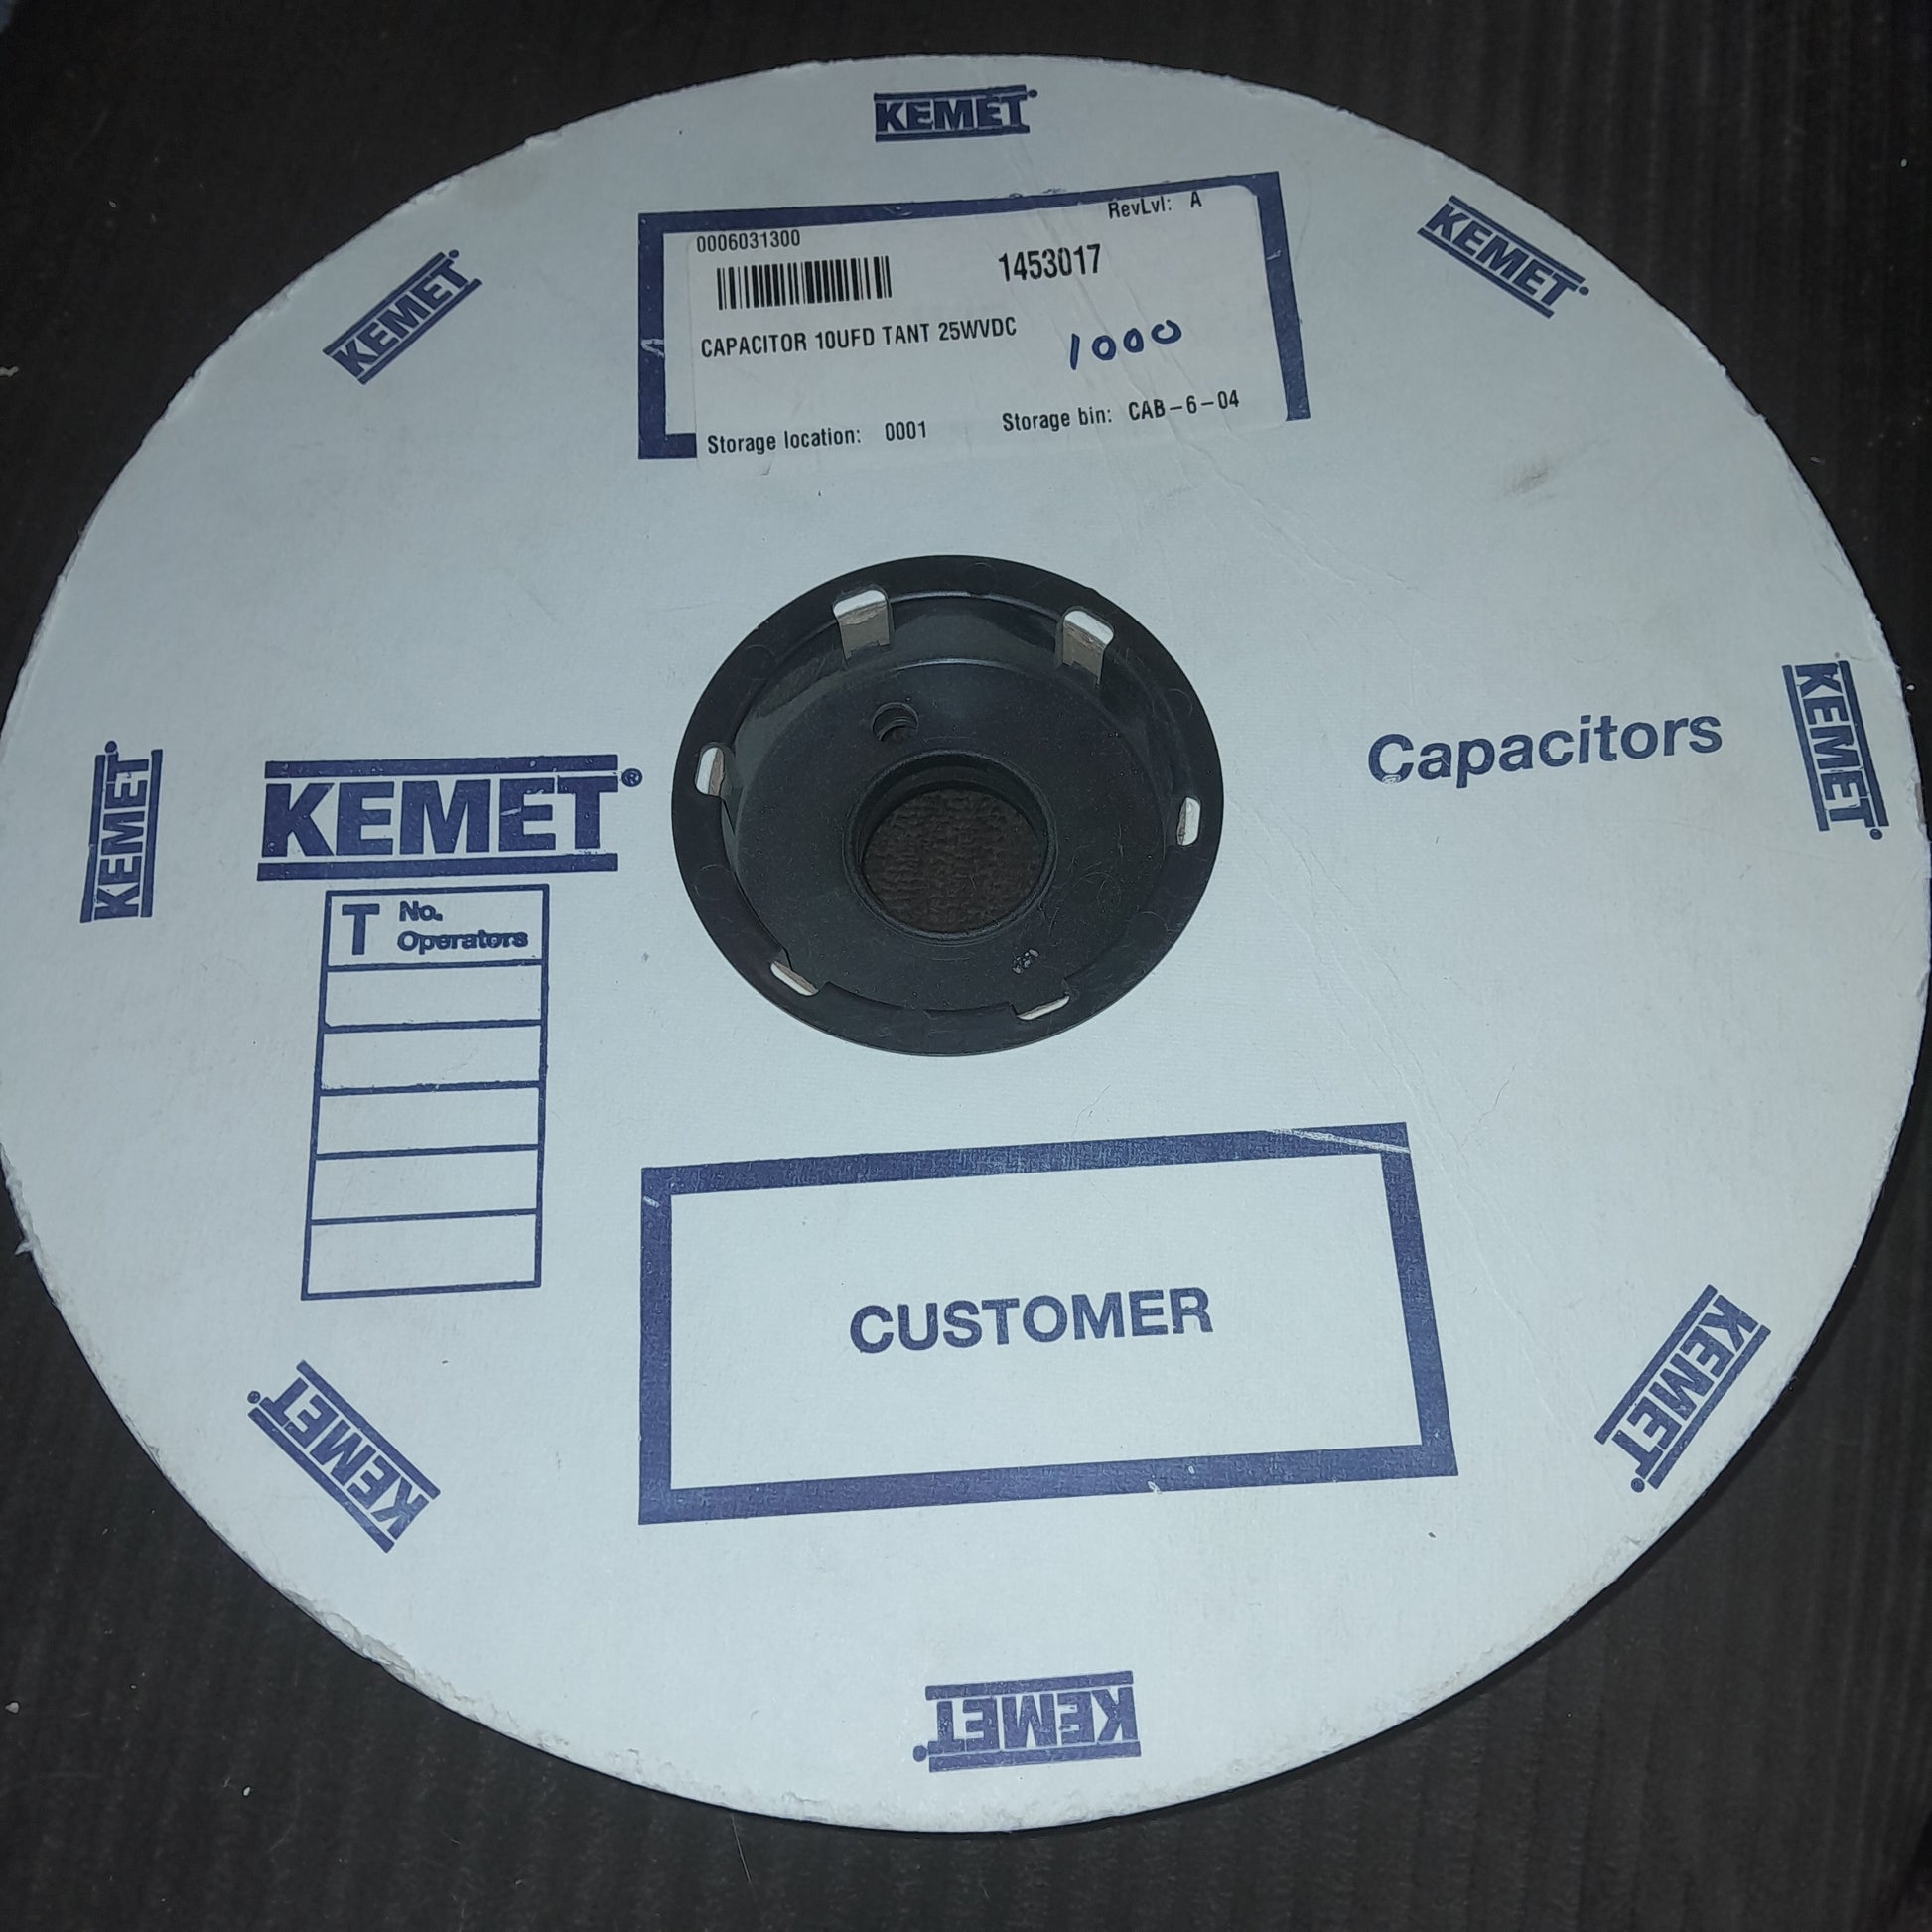 KEMET
KEMET
KEMET
RevLvl: A
0006031300
1453017
CAPACITOR 10UFD TANT 25WVDC
1000
Storage location: 0001
Storage bin: CAB-6-04
KEMET
KEMET®
Capacitors
KEMET
T No.
Operators
CUSTOMER
KEMET
KEMET
KEMET